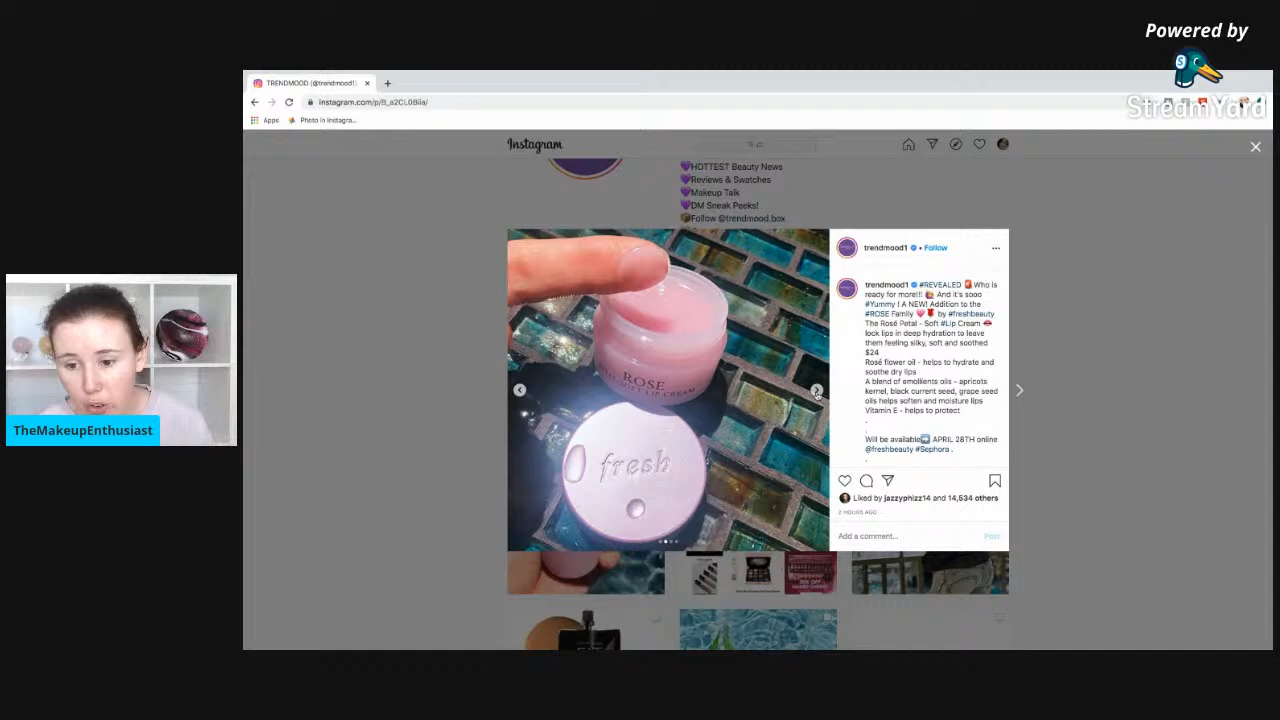 Powered by
StreamYard
TRENDMOOD (@trendmood1)
instagram.com/p/B_a2CL08iia/
Apps
Photo in Instagra...
Instagram
💜HOTTEST Beauty News
💜Reviews & Swatches
💜Makeup Talk
💜DM Sneak Peeks!
📦Follow @trendmood.box
trendmood1 • Follow
trendmood1 #REVEALED 🚨Who is
ready for more!!! 🙋 And it's sooo
#Yummy ! A NEW! Addition to the
#ROSE Family 💗🌹 by #freshbeauty
The Rosé Petal - Soft #Lip Cream 👄
lock lips in deep hydration to leave
them feeling silky, soft and soothed
$24
Rosé flower oil - helps to hydrate and
soothe dry lips
A blend of emollients oils - apricots
kernel, black current seed, grape seed
oils helps soften and moisture lips
Vitamin E - helps to protect
.
.
Will be available➡️ APRIL 28TH online
@freshbeauty #Sephora .
.
ROSE
PETAL-SOFT LIP CREAM
fresh
Liked by jazzyphizz14 and 14,534 others
2 HOURS AGO
Add a comment...
Post
TheMakeupEnthusiast